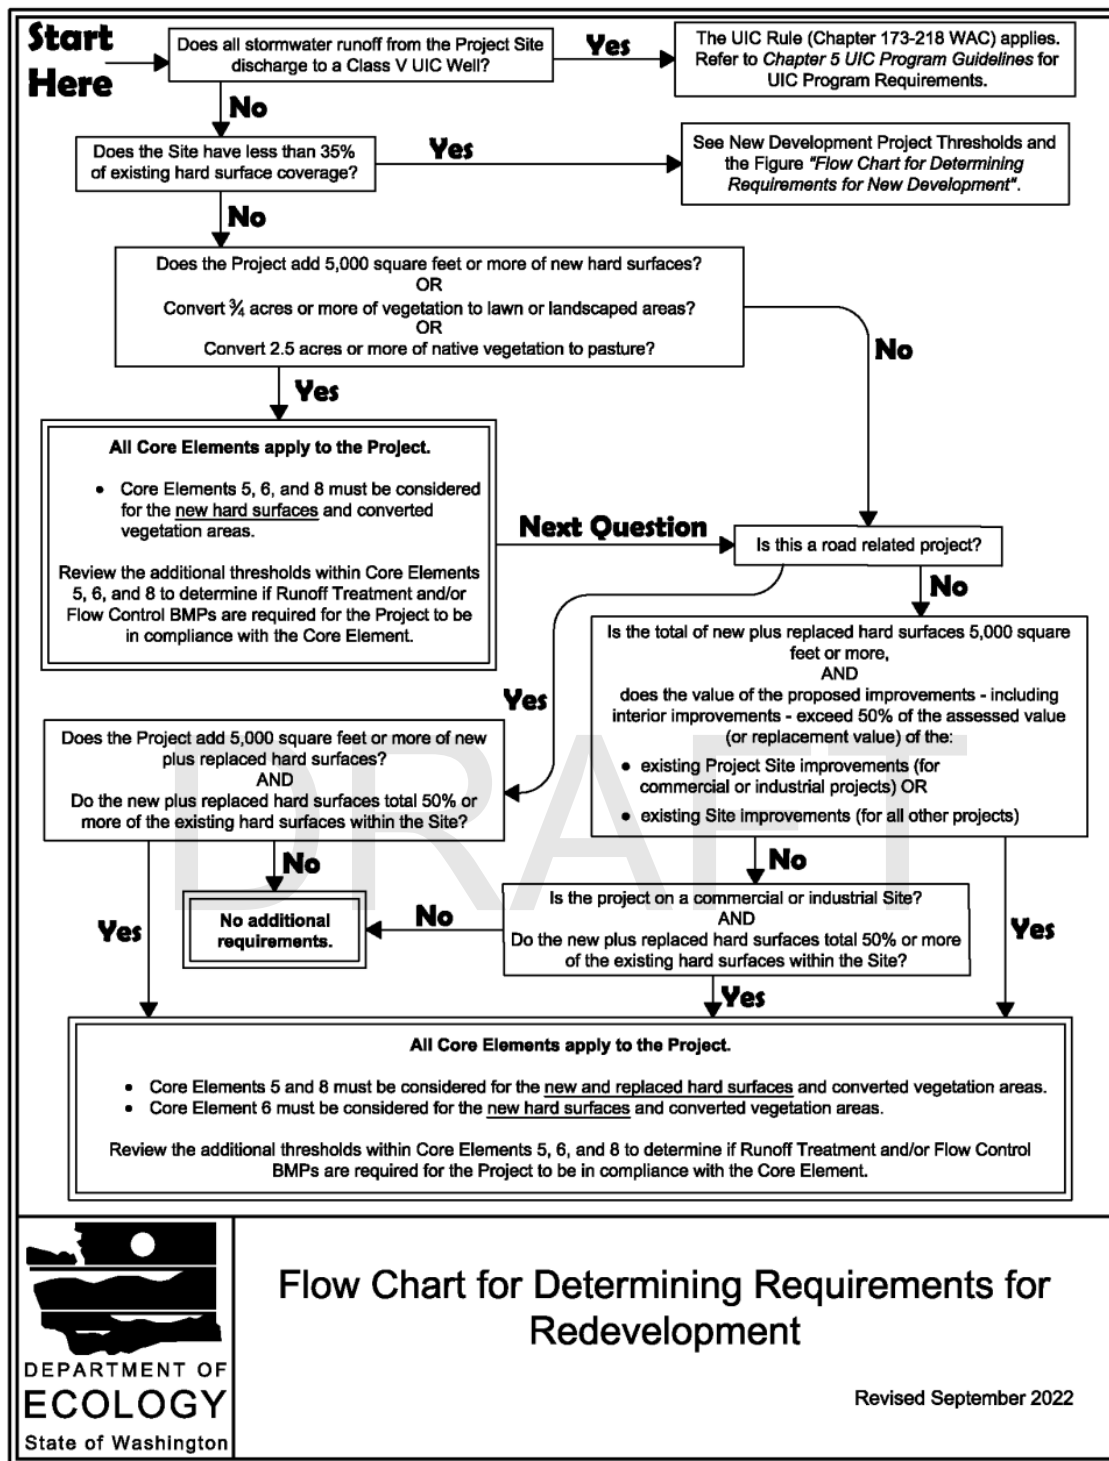 Start
Here
Does all stormwater runoff from the Project Site
discharge to a Class V UIC Well?
Yes
The UIC Rule (Chapter 173-218 WAC) applies.
Refer to Chapter 5 UIC Program Guidelines for
UIC Program Requirements.
No
Does the Site have less than 35%
of existing hard surface coverage?
Yes
See New Development Project Thresholds and
the Figure "Flow Chart for Determining
Requirements for New Development".
No
Does the Project add 5,000 square feet or more of new hard surfaces?
OR
Convert ¾ acres or more of vegetation to lawn or landscaped areas?
OR
Convert 2.5 acres or more of native vegetation to pasture?
No
Yes
All Core Elements apply to the Project.
• Core Elements 5, 6, and 8 must be considered
for the new hard surfaces and converted
vegetation areas.
Review the additional thresholds within Core Elements
5, 6, and 8 to determine if Runoff Treatment and/or
Flow Control BMPs are required for the Project to be
in compliance with the Core Element.
Next Question
Is this a road related project?
No
Yes
Is the total of new plus replaced hard surfaces 5,000 square
feet or more,
AND
does the value of the proposed improvements - including
interior improvements - exceed 50% of the assessed value
(or replacement value) of the:
• existing Project Site improvements (for
commercial or industrial projects) OR
• existing Site improvements (for all other projects)
Does the Project add 5,000 square feet or more of new
plus replaced hard surfaces?
AND
Do the new plus replaced hard surfaces total 50% or
more of the existing hard surfaces within the Site?
DRAFT
No
No
Yes
No additional
requirements.
No
Is the project on a commercial or industrial Site?
AND
Do the new plus replaced hard surfaces total 50% or more
of the existing hard surfaces within the Site?
Yes
Yes
All Core Elements apply to the Project.
• Core Elements 5 and 8 must be considered for the new and replaced hard surfaces and converted vegetation areas.
• Core Element 6 must be considered for the new hard surfaces and converted vegetation areas.
Review the additional thresholds within Core Elements 5, 6, and 8 to determine if Runoff Treatment and/or Flow Control
BMPs are required for the Project to be in compliance with the Core Element.
DEPARTMENT OF
ECOLOGY
State of Washington
Flow Chart for Determining Requirements for
Redevelopment
Revised September 2022